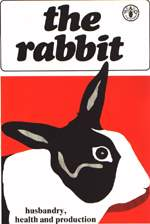 the
rabbit
husbandry,
health and production